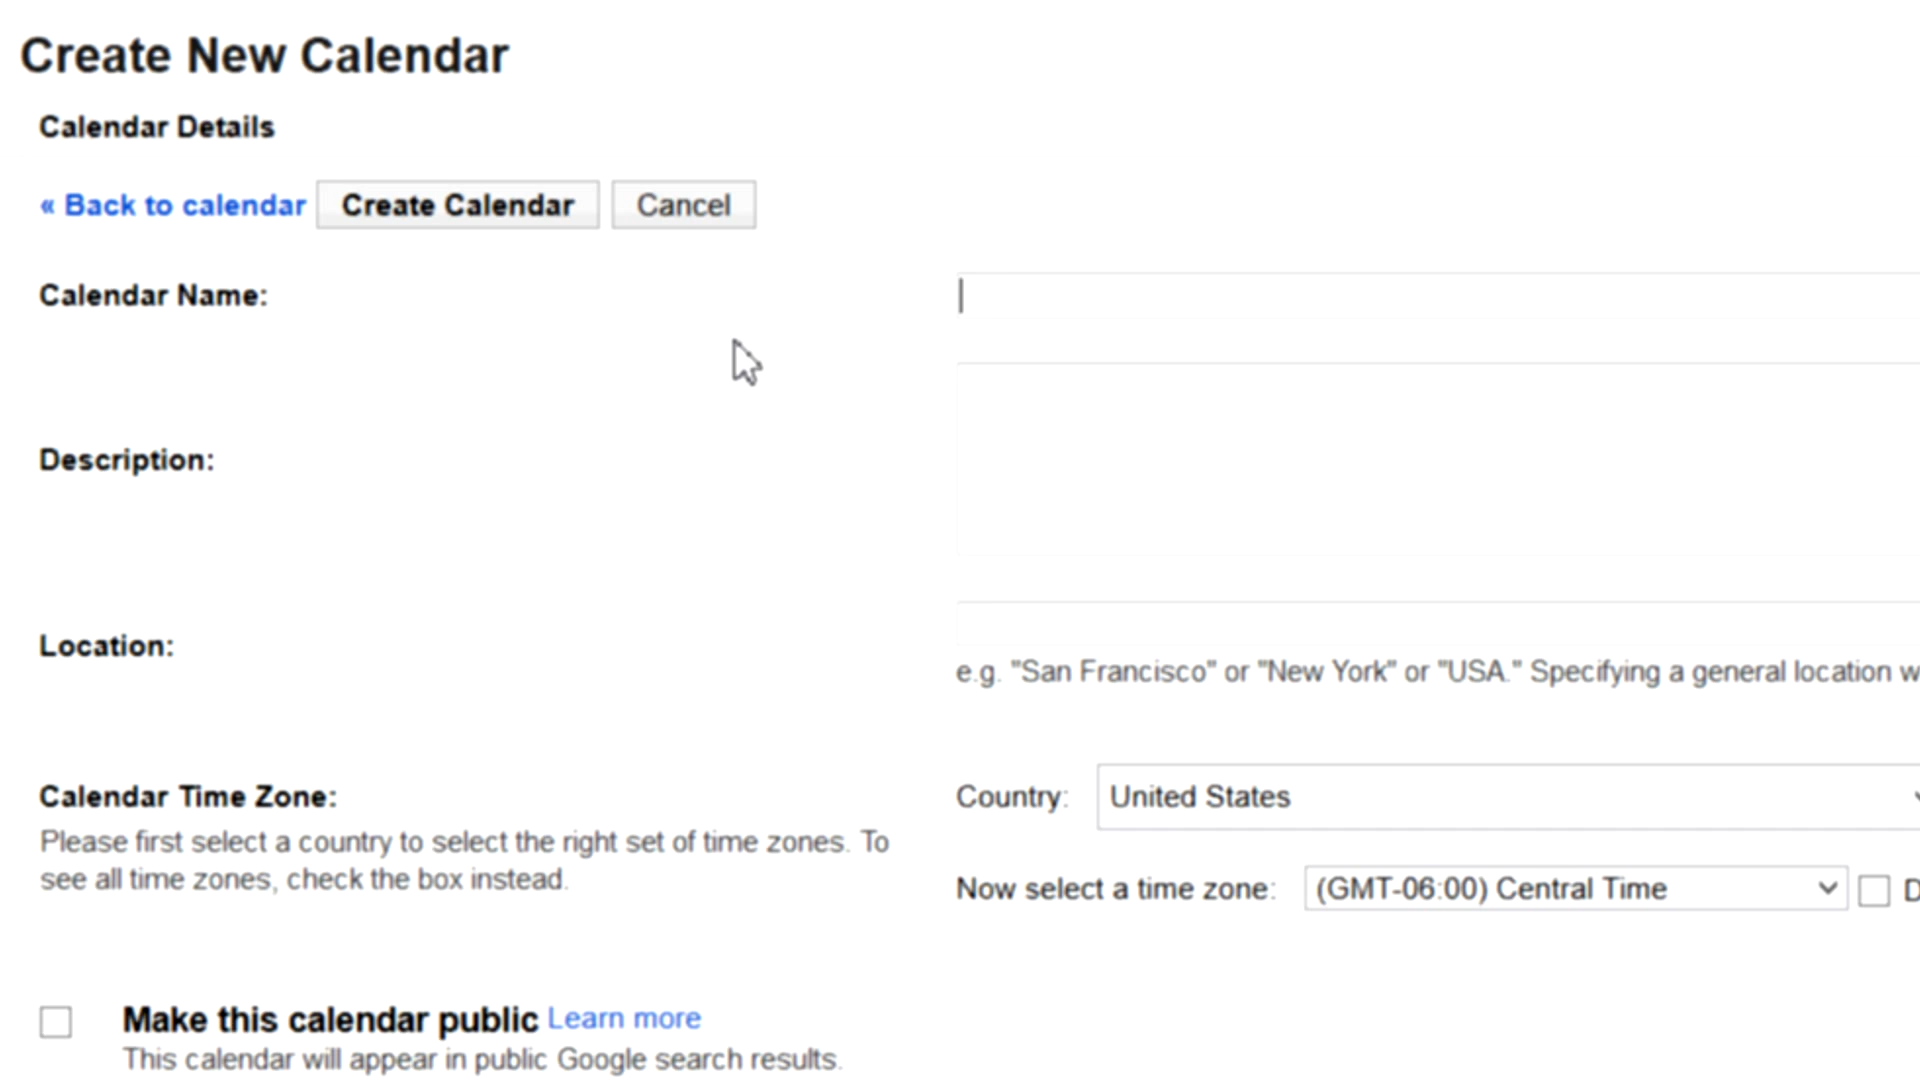 Create New Calendar
Calendar Details
« Back to calendar Create Calendar Cancel
Calendar Name:
Description:
Location:
e.g. "San Francisco" or "New York" or "USA." Specifying a general location w
Calendar Time Zone:
Please first select a country to select the right set of time zones. To
see all time zones, check the box instead.
Country: United States
Now select a time zone: (GMT-06:00) Central Time D
Make this calendar public Learn more
This calendar will appear in public Google search results.